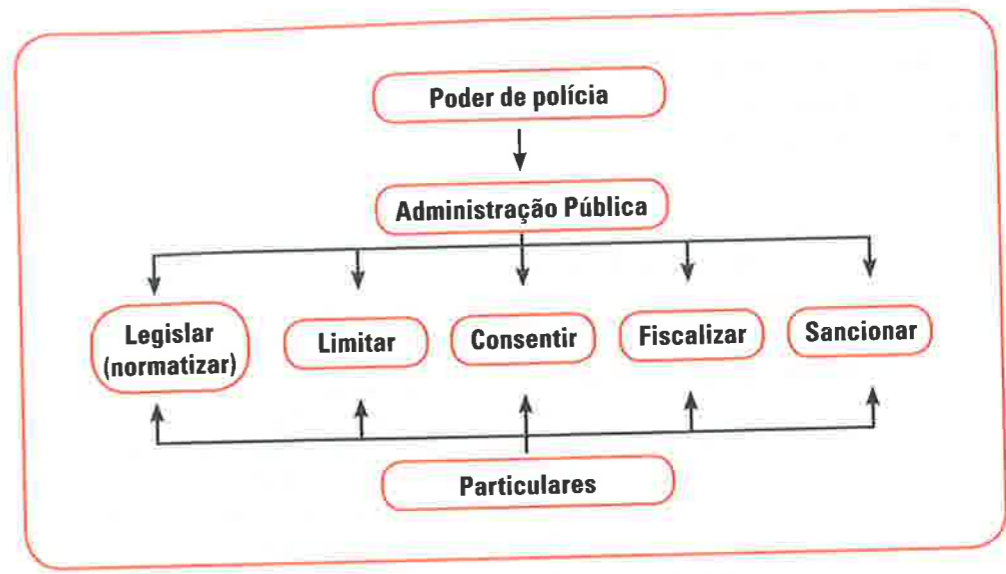 Poder de polícia
Administração Pública
Legislar
(normatizar)
Limitar
Consentir
Fiscalizar
Sancionar
Particulares